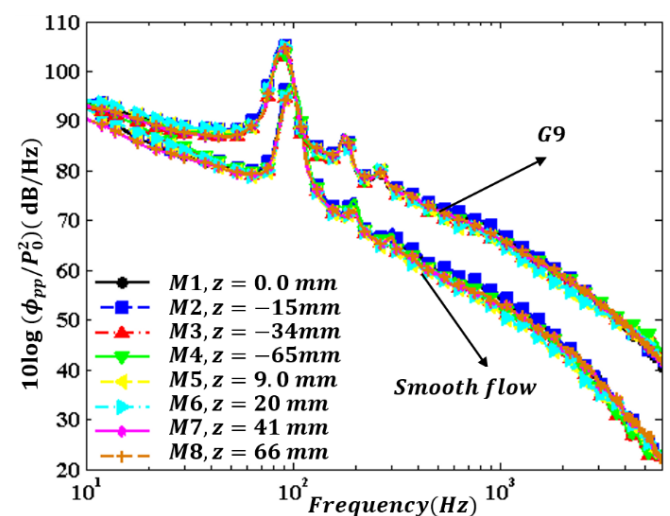 110
100
90
80
70
60
50
40
30
20
10log (ϕpp/P₀²)( dB/Hz)
G9
Smooth flow
M1, z = 0.0 mm
M2, z = −15mm
M3, z = −34mm
M4, z = −65mm
M5, z = 9.0 mm
M6, z = 20 mm
M7, z = 41 mm
M8, z = 66 mm
10¹ 10² 10³
Frequency(Hz)